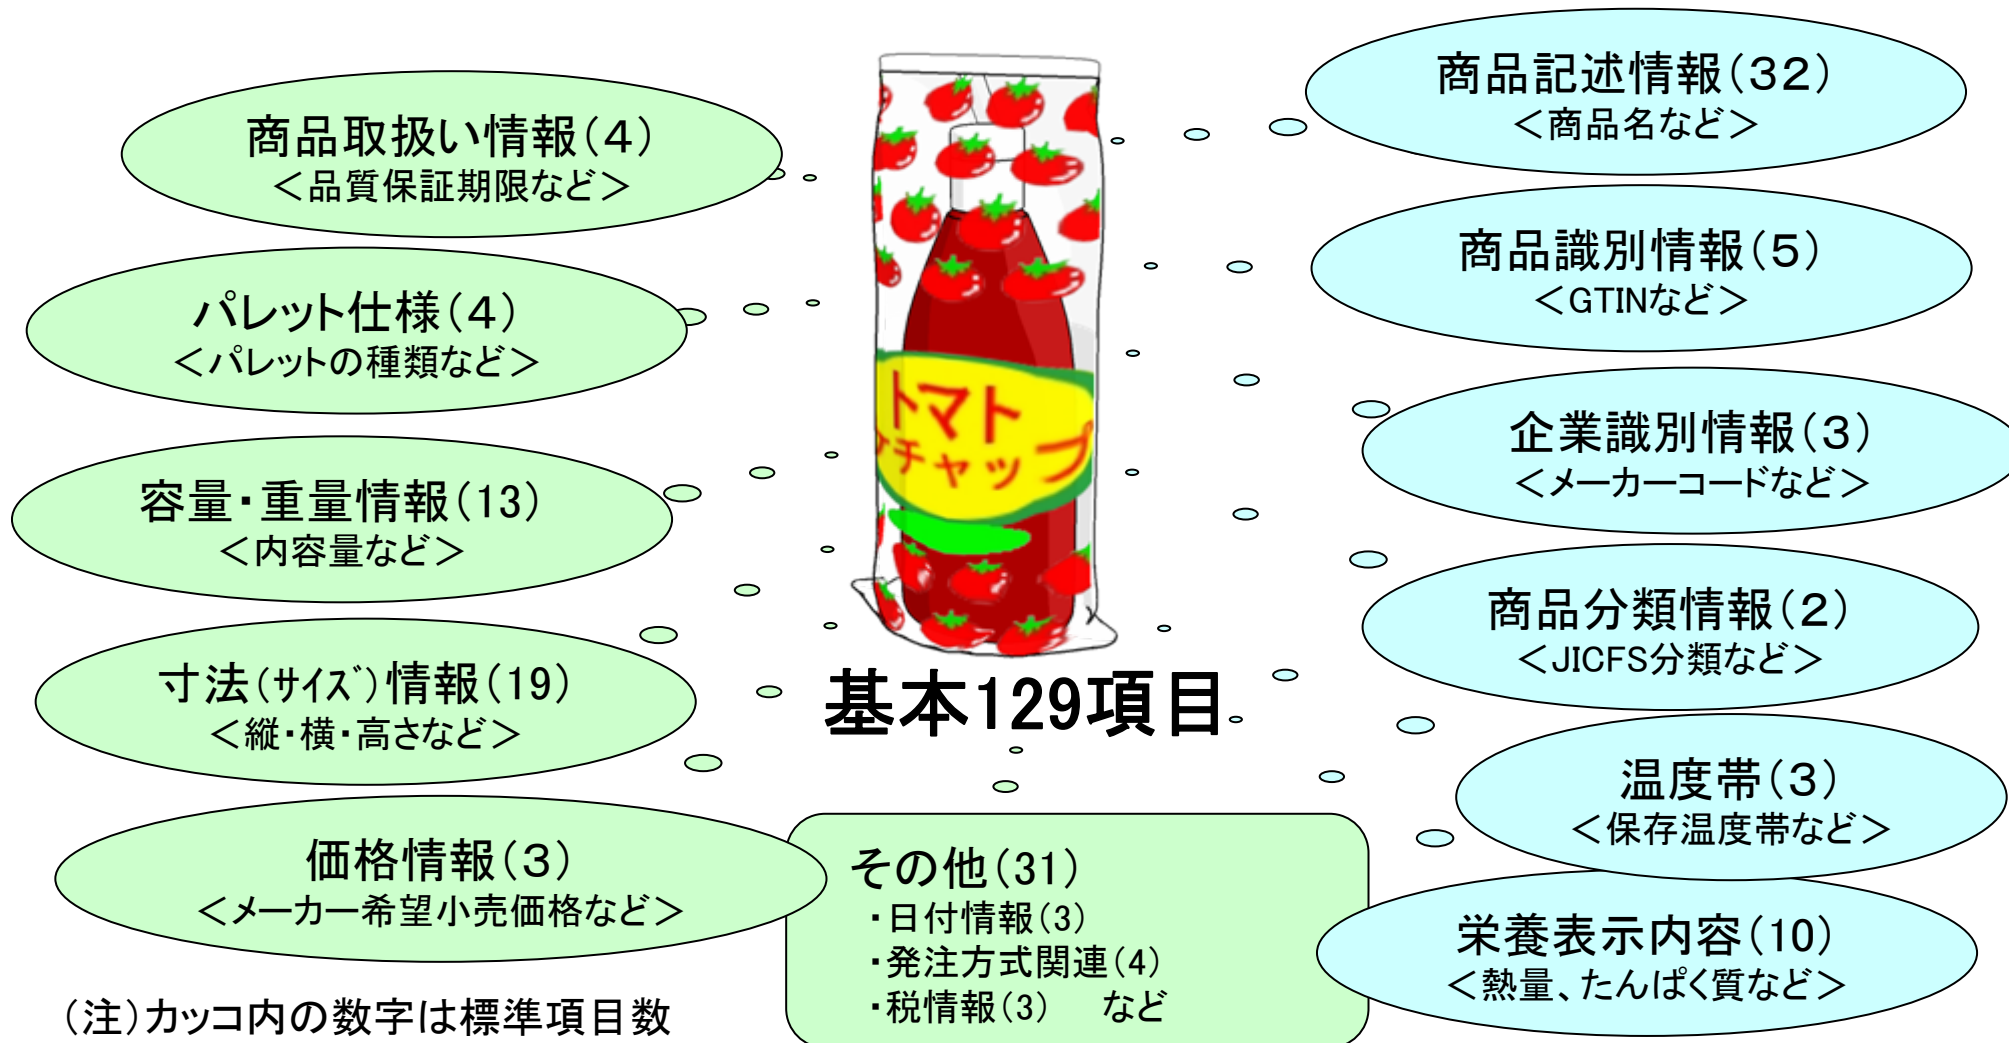 商品取扱い情報(４)
＜品質保証期限など＞
パレット仕様(４)
＜パレットの種類など＞
容量・重量情報(13)
＜内容量など＞
寸法(ｻｲｽﾞ)情報(19)
＜縦・横・高さなど＞
価格情報(３)
＜メーカー希望小売価格など＞
(注)カッコ内の数字は標準項目数
トマト
ケチャップ
基本129項目
その他(31)
・日付情報(3)
・発注方式関連(4)
・税情報(3)　など
商品記述情報(３２)
＜商品名など＞
商品識別情報(５)
＜GTINなど＞
企業識別情報(３)
＜メーカーコードなど＞
商品分類情報(２)
＜JICFS分類など＞
温度帯(３)
＜保存温度帯など＞
栄養表示内容(10)
＜熱量、たんぱく質など＞